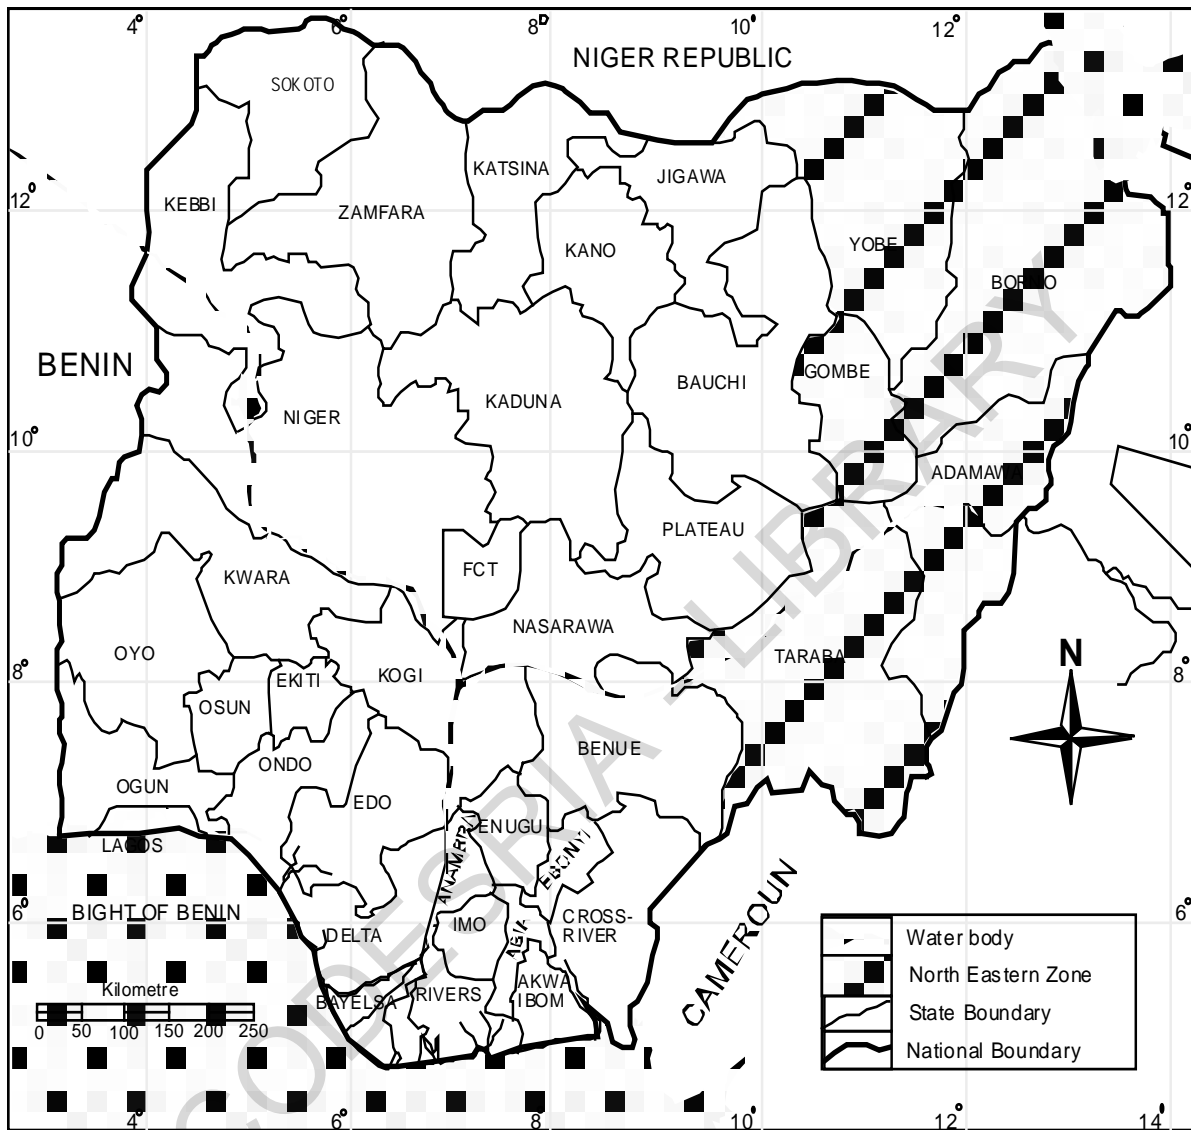 4° 6° 8° 10° 12°
NIGER REPUBLIC
SOKOTO
KATSINA
JIGAWA
12° 12°
KEBBI
ZAMFARA
KANO
YOBE
BORNO
BENIN
GOMBE
BAUCHI
KADUNA
NIGER
10° 10°
ADAMAWA
PLATEAU
FCT
KWARA
NASARAWA
OYO
TARABA
N
8° 8°
EKITI
KOGI
OSUN
BENUE
ONDO
OGUN
EDO
ENUGU
ANAMBRA
EBONYI
LAGOS
6° 6°
BIGHT OF BENIN
IMO
CROSS-
RIVER
DELTA
ABIA
CAMEROUN
AKWA
IBOM
RIVERS
BAYELSA
Kilometre
0 50 100 150 200 250
Water body
North Eastern Zone
State Boundary
National Boundary
4° 6° 8° 10° 12° 14°
CODESRIA - LIBRARY